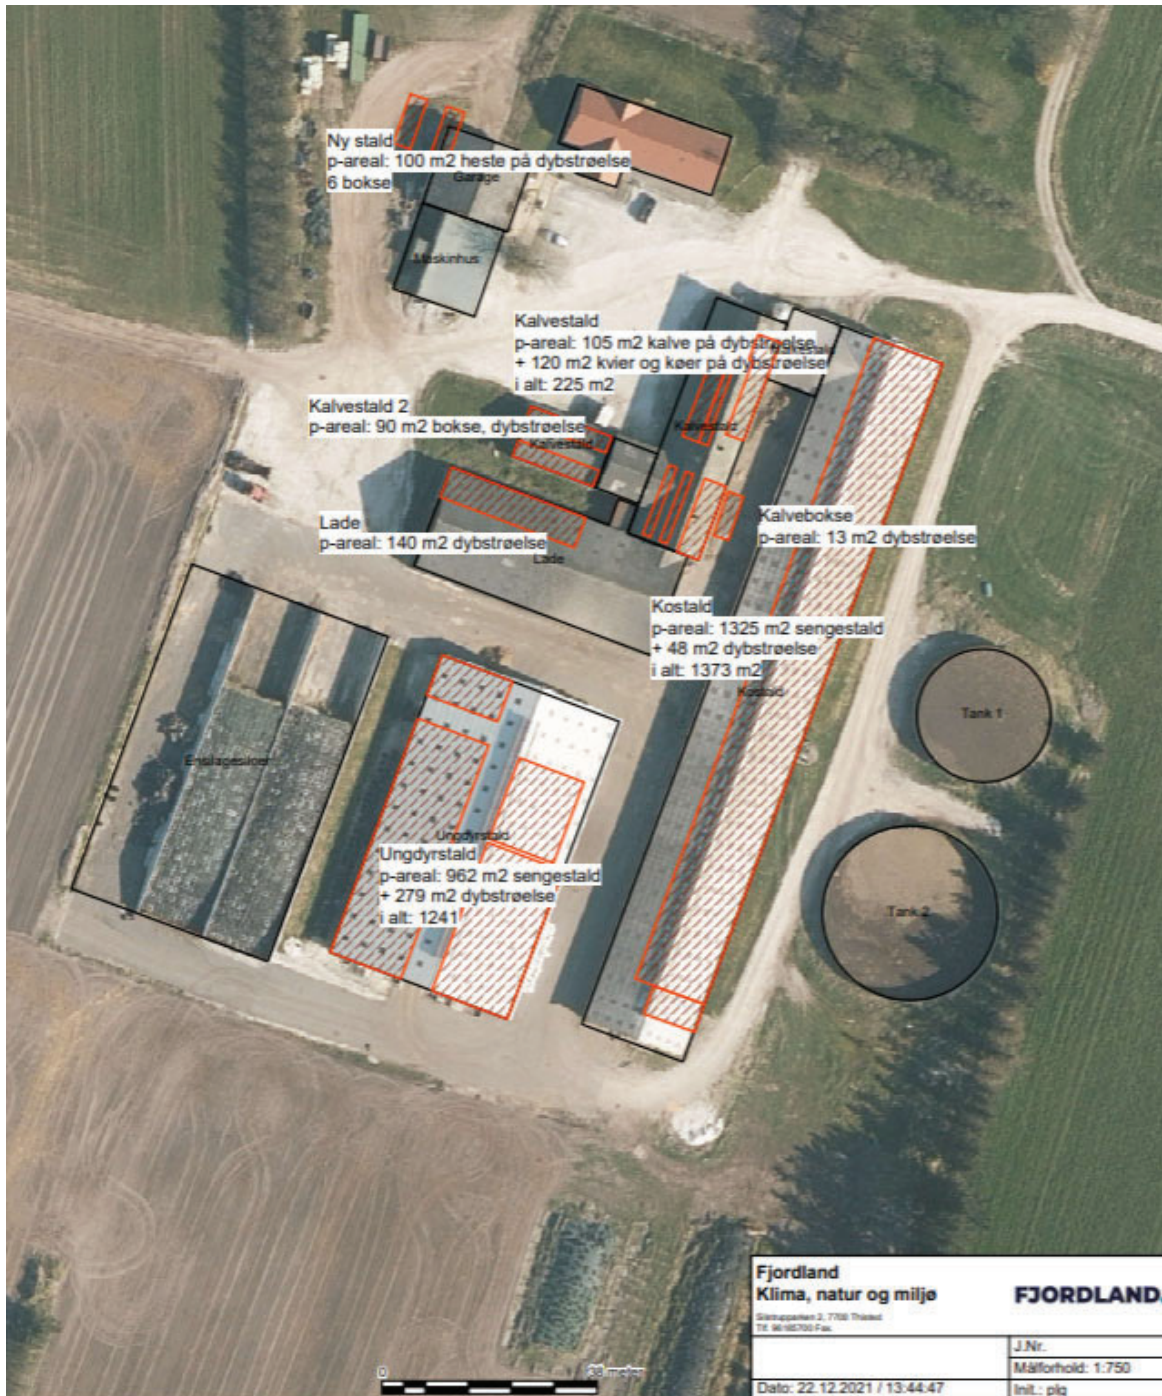 Ny stald
p-areal: 100 m2 heste på dybstrøelse
6 bokse
Garage
Maskinhus
Kalvestald
p-areal: 105 m2 kalve på dybstrøelse
+ 120 m2 kvier og køer på dybstrøelse
i alt: 225 m2
Kalvestald 2
p-areal: 90 m2 bokse, dybstrøelse
Kalvestald
Kalvestald
Lade
p-areal: 140 m2 dybstrøelse
Lade
Kalvebokse
p-areal: 13 m2 dybstrøelse
Kostald
p-areal: 1325 m2 sengestald
+ 48 m2 dybstrøelse
i alt: 1373 m2
Kostald
Tank 1
Ensilagesiloer
Ungdyrstald
Ungdyrstald
p-areal: 962 m2 sengestald
+ 279 m2 dybstrøelse
i alt: 1241
Tank 2
Fjordland
Klima, natur og miljø
FJORDLAND
7700 Thisted
J.Nr.
Målforhold: 1:750
Dato: 22.12.2021 / 13:44:47
Init.: plg
0
38 meter